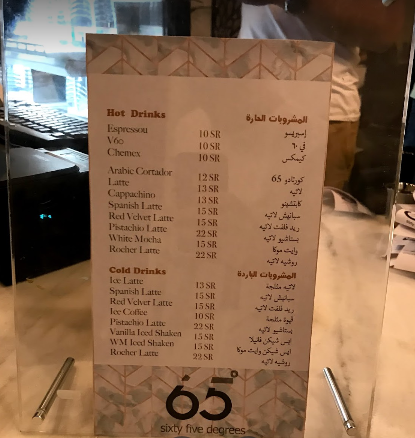 Hot Drinks المشروبات الحارة
Espressou 10 SR إسبريسو
V60 10 SR في ٦٠
Chemex 10 SR كيمكس
Arabic Cortador 12 SR كورتادو 65
Latte 13 SR لاتيه
Cappachino 13 SR كابتشينو
Spanish Latte 15 SR سبانيش لاتيه
Red Velvet Latte 15 SR ريد فلفت لاتيه
Pistachio Latte 22 SR بستاشيو لاتيه
White Mocha 15 SR وايت موكا
Rocher Latte 22 SR روشيه لاتيه
Cold Drinks المشروبات الباردة
Ice Latte 13 SR لاتيه مثلجة
Spanish Latte 15 SR سبانيش لاتيه
Red Velvet Latte 15 SR ريد فلفت لاتيه
Ice Coffee 10 SR قهوة مثلجة
Pistachio Latte 22 SR بستاشيو لاتيه
Vanilla Iced Shaken 15 SR ايس شيكن فانيلا
WM Iced Shaken 15 SR ايس شيكن وايت موكا
Rocher Latte 22 SR روشيه لاتيه
65°
sixty five degrees